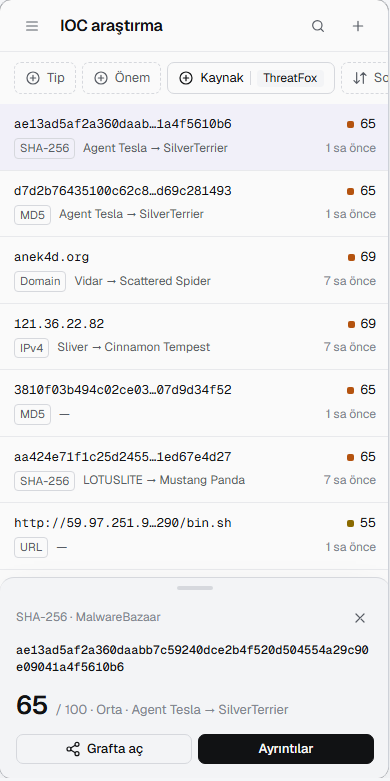 IOC araştırma
Tip
Önem
Kaynak
ThreatFox
So
ae13ad5af2a360daab…1a4f5610b6
65
SHA-256
Agent Tesla → SilverTerrier
1 sa önce
d7d2b76435100c62c8…d69c281493
65
MD5
Agent Tesla → SilverTerrier
1 sa önce
anek4d.org
69
Domain
Vidar → Scattered Spider
7 sa önce
121.36.22.82
69
IPv4
Sliver → Cinnamon Tempest
7 sa önce
3810f03b494c02ce03…07d9d34f52
65
MD5
—
1 sa önce
aa424e71f1c25d2455…1ed67e4d27
65
SHA-256
LOTUSLITE → Mustang Panda
7 sa önce
http://59.97.251.9…290/bin.sh
55
URL
—
1 sa önce
SHA-256 · MalwareBazaar
ae13ad5af2a360daabb7c59240dce2b4f520d504554a29c90
e09041a4f5610b6
65 / 100 · Orta · Agent Tesla → SilverTerrier
Grafta aç
Ayrıntılar